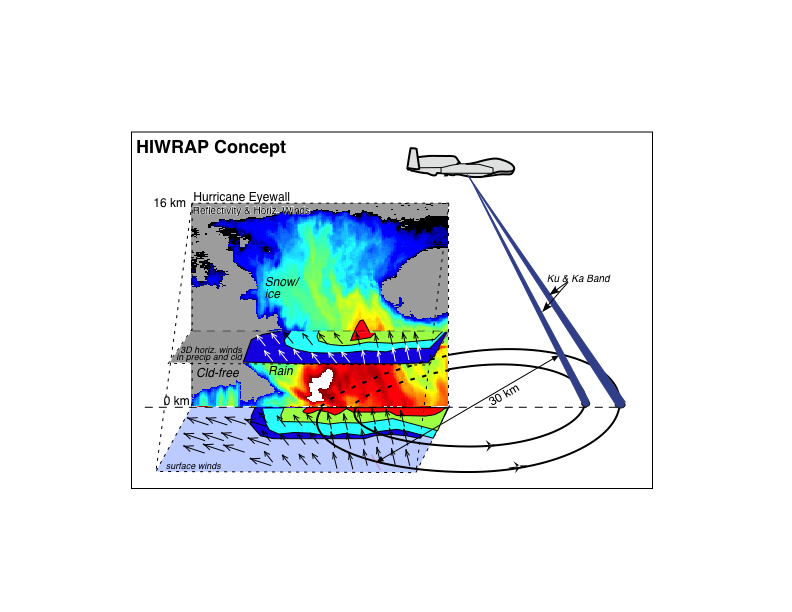 HIWRAP Concept
Hurricane Eyewall
16 km
Reflectivity & Horiz. Winds
Ku & Ka Band
Snow/
ice
3D horiz. winds
in precip and cld
Cld-free
Rain
30 km
0 km
surface winds